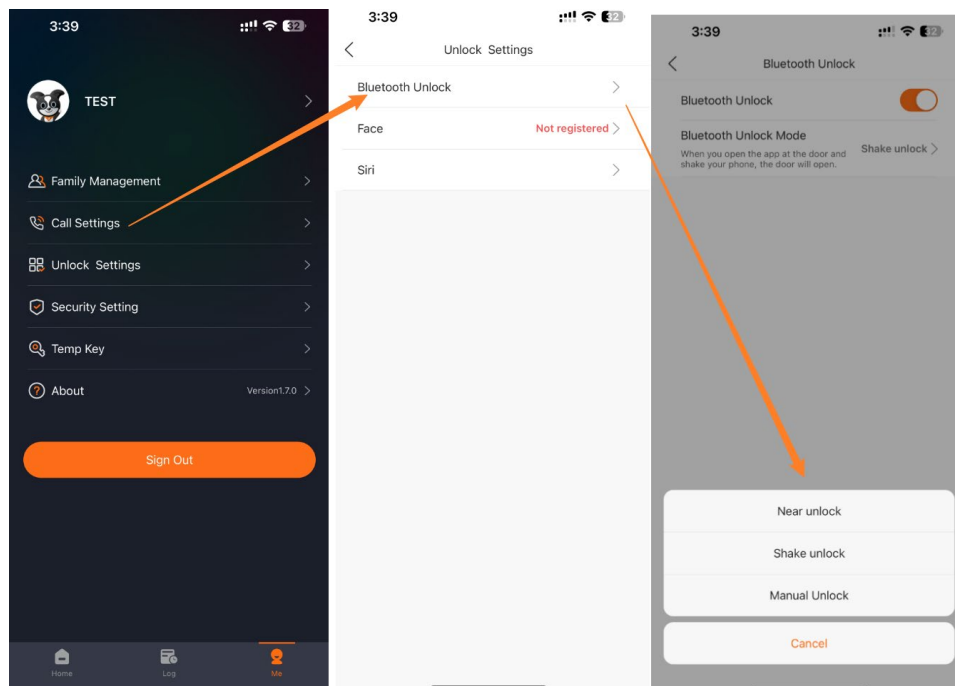 3:39
32
TEST
Family Management
Call Settings
Unlock Settings
Security Setting
Temp Key
About
Version1.7.0
Sign Out
Home
Log
Me
3:39
32
Unlock Settings
Bluetooth Unlock
Face
Not registered
Siri
3:39
32
Bluetooth Unlock
Bluetooth Unlock
Bluetooth Unlock Mode
When you open the app at the door and
shake your phone, the door will open.
Shake unlock
Near unlock
Shake unlock
Manual Unlock
Cancel